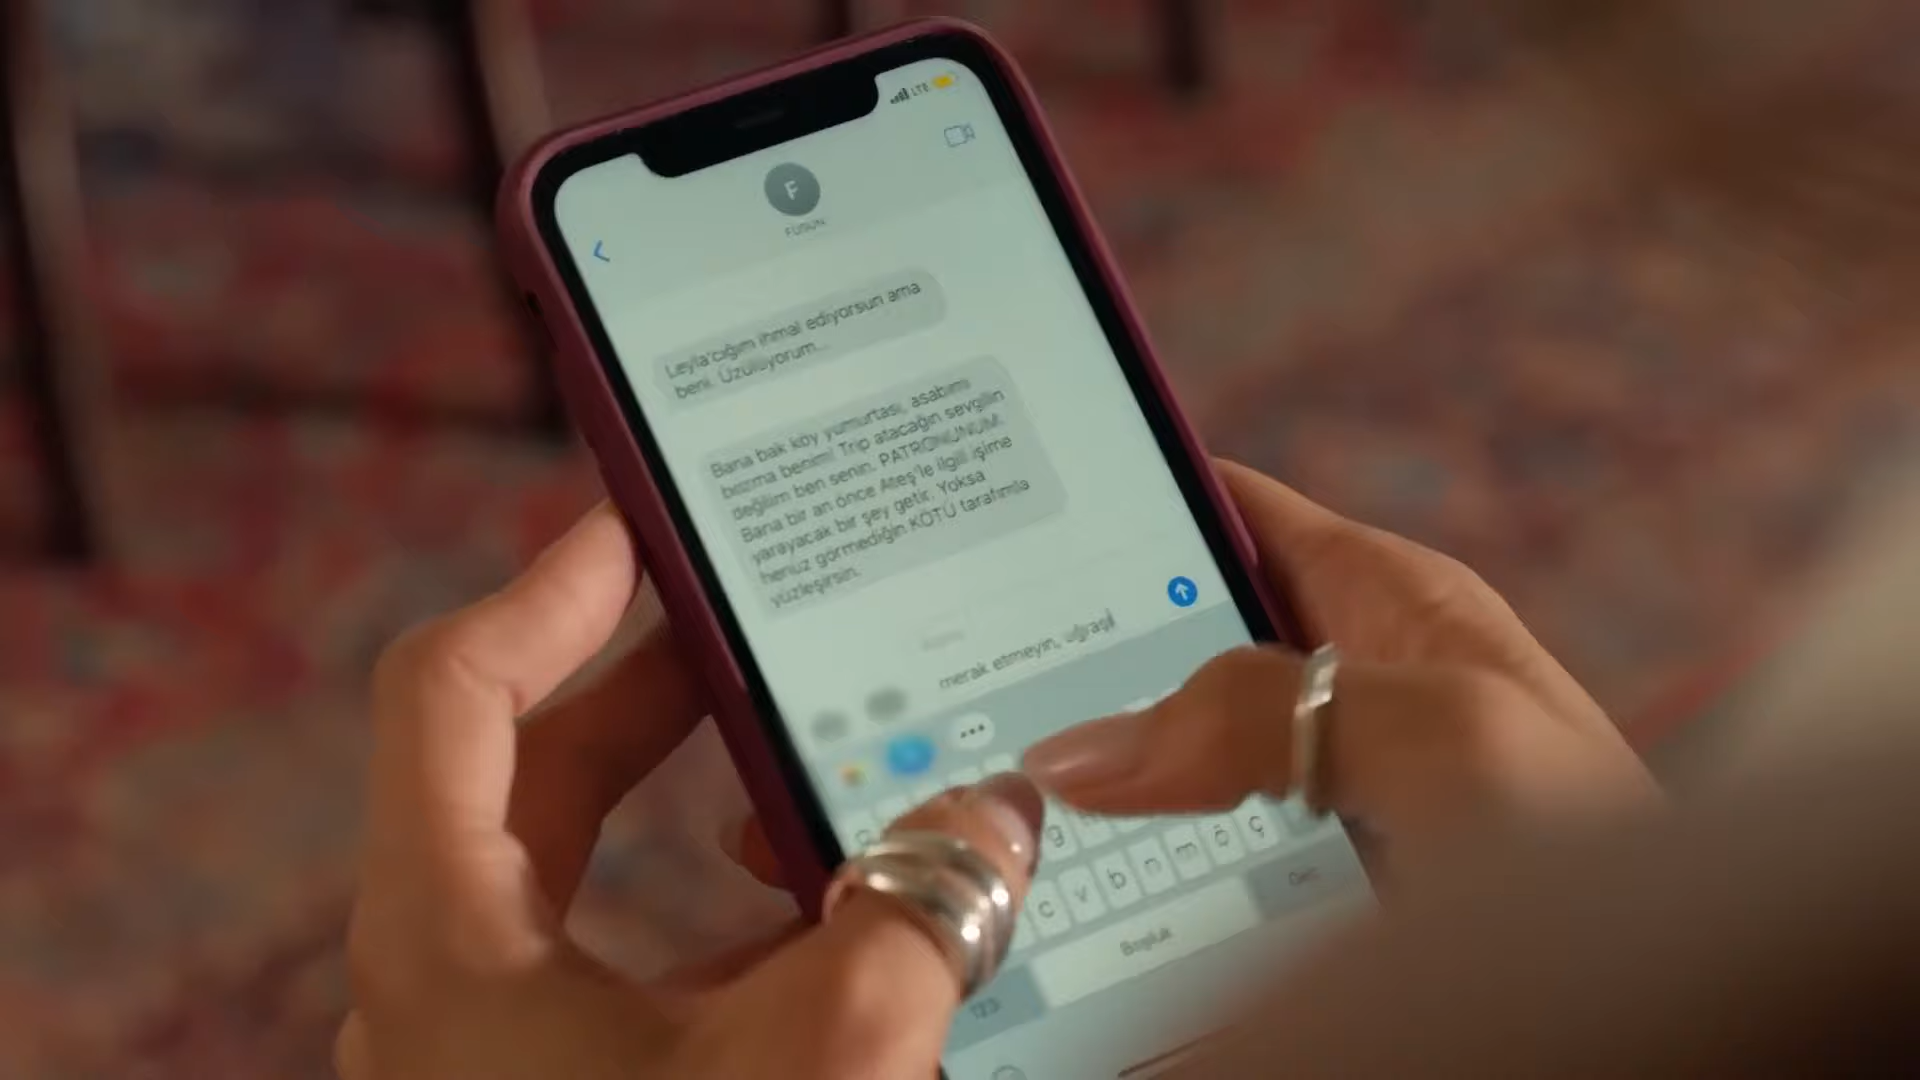 LTE
F
FÜSUN
Leyla'cığım ihmal ediyorsun ama
beni. Üzülüyorum...
Bana bak köy yumurtası, asabımı
bozma benim! Trip atacağın sevgilin
değilim ben senin. PATRONUNUM.
Bana bir an önce Ateş'le ilgili işime
yarayacak bir şey getir. Yoksa
henüz görmediğin KÖTÜ tarafımla
yüzleşirsin.
merak etmeyin, uğraşı
g
c v b n m ö ç
123 Boşluk